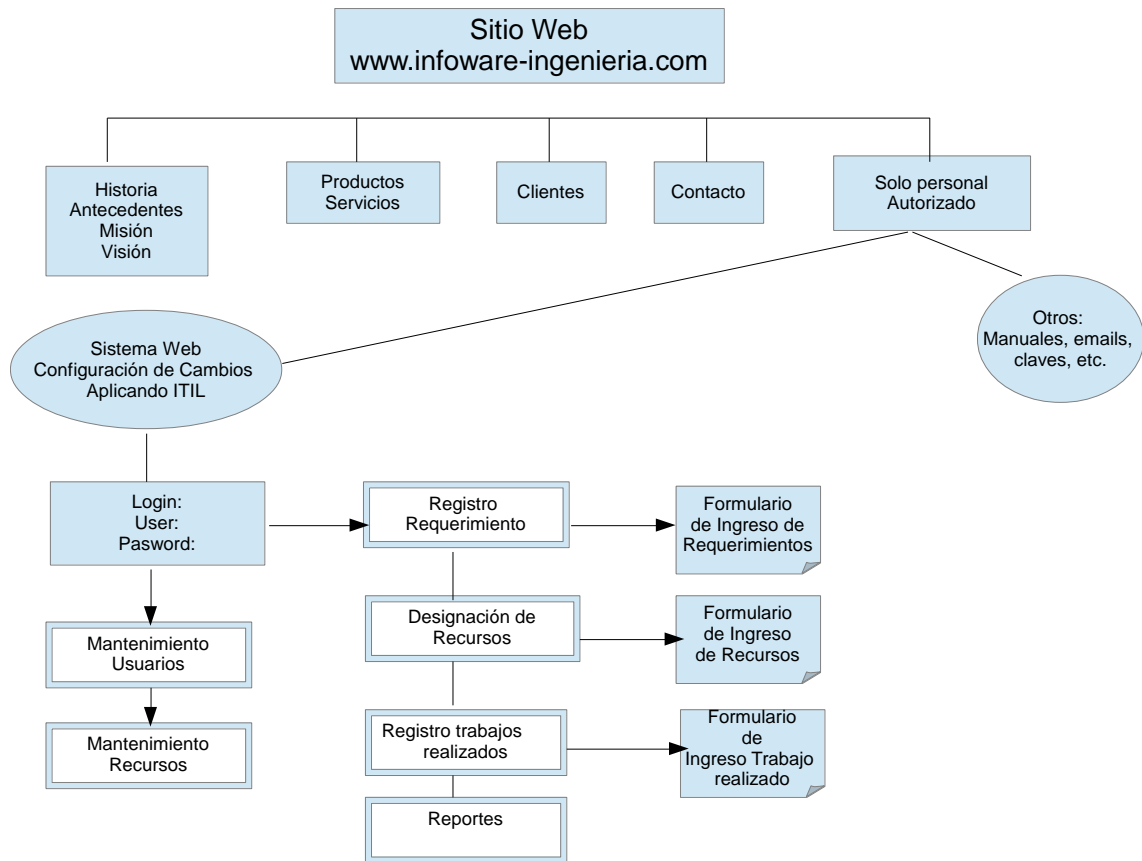 Sitio Web
www.infoware-ingenieria.com
Historia
Antecedentes
Misión
Visión
Productos
Servicios
Clientes
Contacto
Solo personal
Autorizado
Otros:
Manuales, emails,
claves, etc.
Sistema Web
Configuración de Cambios
Aplicando ITIL
Login:
User:
Pasword:
Registro
Requerimiento
Formulario
de Ingreso de
Requerimientos
Mantenimiento
Usuarios
Designación de
Recursos
Formulario
de Ingreso
de Recursos
Mantenimiento
Recursos
Registro trabajos
realizados
Formulario
de
Ingreso Trabajo
realizado
Reportes